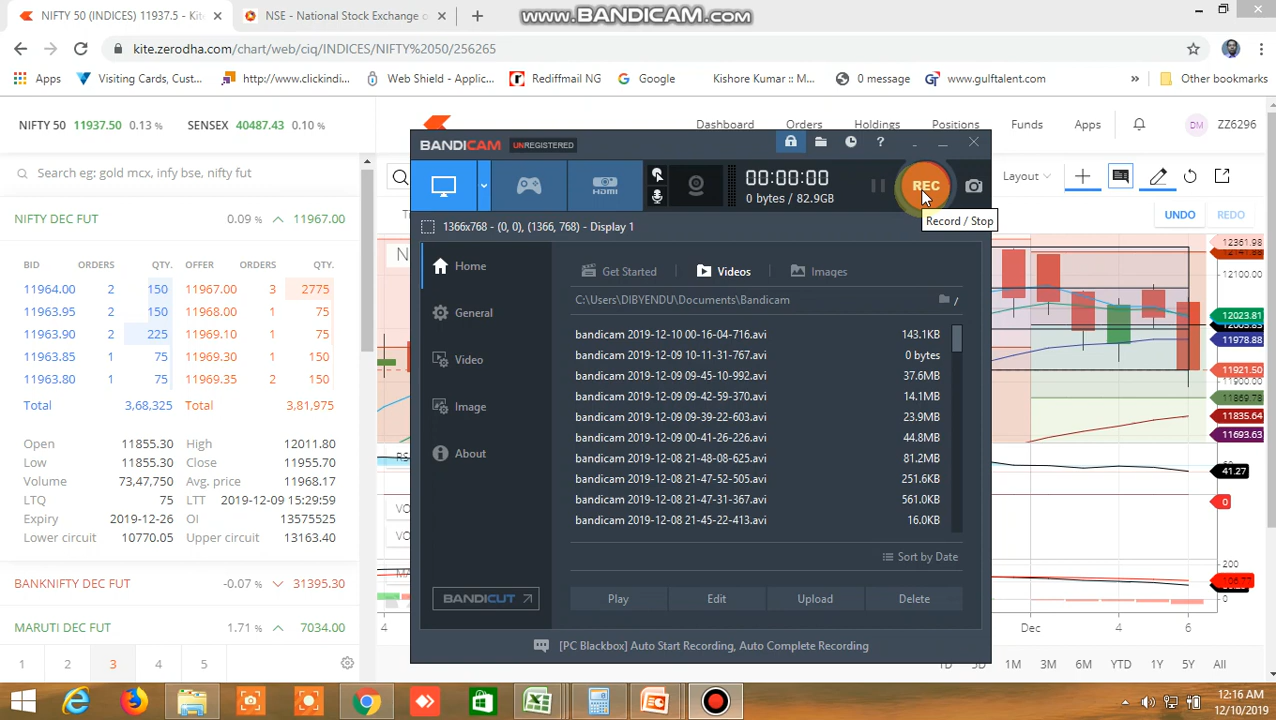 NIFTY 50 (INDICES) 11937.5 - Kite
NSE - National Stock Exchange o
www.BANDICAM.com
kite.zerodha.com/chart/web/ciq/INDICES/NIFTY%2050/256265
Apps
Visiting Cards, Cust...
http://www.clickindi...
Web Shield - Applic...
Rediffmail NG
Google
Kishore Kumar :: M...
0 message
www.gulftalent.com
»
Other bookmarks
NIFTY 50 11937.50 0.13 %
SENSEX 40487.43 0.10 %
Dashboard Orders Holdings Positions Funds Apps
DM ZZ6296
Search eg: gold mcx, infy bse, nifty fut
Layout
UNDO REDO
NIFTY DEC FUT 0.09 % 11967.00
BID ORDERS QTY. OFFER ORDERS QTY.
11964.00 2 150 11967.00 3 2775
11963.95 2 150 11968.00 1 75
11963.90 2 225 11969.10 1 75
11963.85 1 75 11969.30 1 150
11963.80 1 75 11969.35 2 150
Total 3,68,325 Total 3,81,975
Open 11855.30 High 12011.80
Low 11855.30 Close 11955.70
Volume 73,47,750 Avg. price 11968.17
LTQ 75 LTT 2019-12-09 15:29:59
Expiry 2019-12-26 OI 13575525
Lower circuit 10770.05 Upper circuit 13163.40
BANKNIFTY DEC FUT -0.07 % 31395.30
MARUTI DEC FUT 1.71 % 7034.00
1 2 3 4 5
BANDICAM UNREGISTERED
HDMI
00:00:00
0 bytes / 82.9GB
REC
Record / Stop
1366x768 - (0, 0), (1366, 768) - Display 1
Home
General
Video
Image
About
BANDICUT
Get Started
Videos
Images
C:\Users\DIBYENDU\Documents\Bandicam
/
bandicam 2019-12-10 00-16-04-716.avi 143.1KB
bandicam 2019-12-09 10-11-31-767.avi 0 bytes
bandicam 2019-12-09 09-45-10-992.avi 37.6MB
bandicam 2019-12-09 09-42-59-370.avi 14.1MB
bandicam 2019-12-09 09-39-22-603.avi 23.9MB
bandicam 2019-12-09 00-41-26-226.avi 44.8MB
bandicam 2019-12-08 21-48-08-625.avi 81.2MB
bandicam 2019-12-08 21-47-52-505.avi 251.6KB
bandicam 2019-12-08 21-47-31-367.avi 561.0KB
bandicam 2019-12-08 21-45-22-413.avi 16.0KB
Sort by Date
Play Edit Upload Delete
[PC Blackbox] Auto Start Recording, Auto Complete Recording
12361.98
12100.00
12023.81
11978.88
11921.50
11900.00
11869.78
11835.64
11693.63
41.27
0
200
0
4
Dec 4 6
1M 3M 6M YTD 1Y 5Y All
12:16 AM
12/10/2019